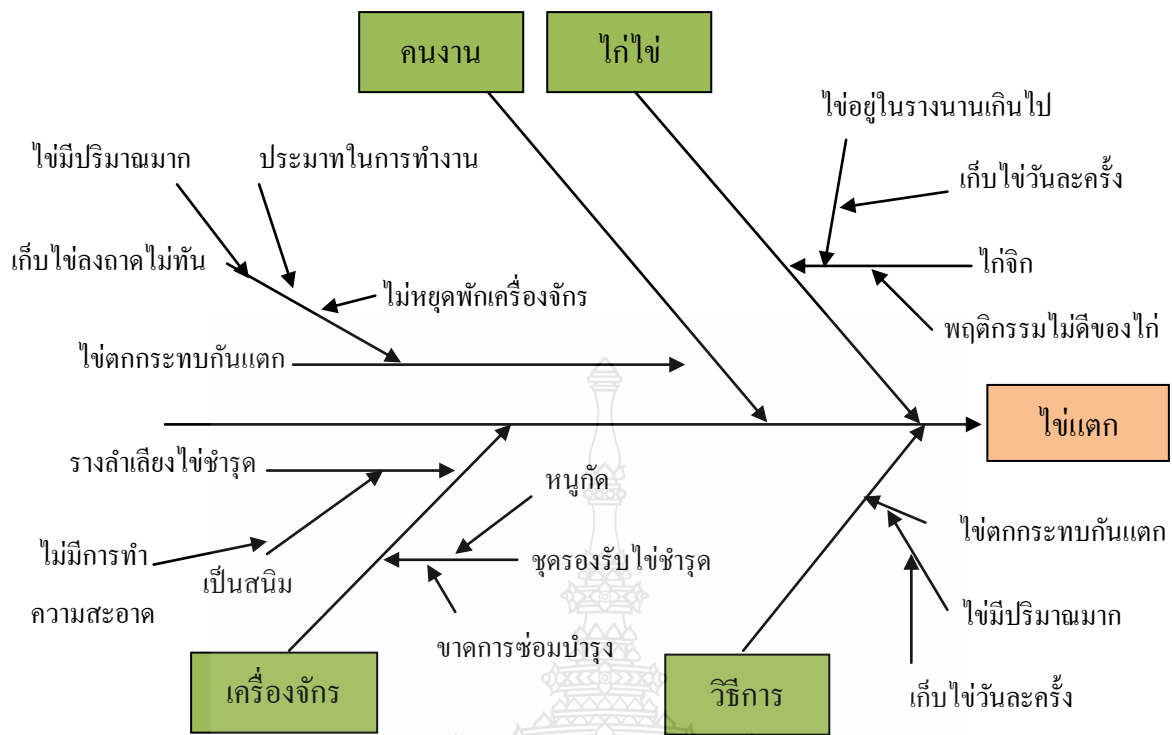 คนงาน
ไก่ไข่
ไข่อยู่ในรางนานเกินไป
ไข่มีปริมาณมาก
ประมาทในการทำงาน
เก็บไข่วันละครั้ง
เก็บไข่ลงถาดไม่ทัน
ไก่จิก
ไม่หยุดพักเครื่องจักร
พฤติกรรมไม่ดีของไก่
ไข่ตกกระทบกันแตก
ไข่แตก
รางลำเลียงไข่ชำรุด
หนูกัด
ไข่ตกกระทบกันแตก
ไม่มีการทำ
ความสะอาด
เป็นสนิม
ชุดรองรับไข่ชำรุด
ไข่มีปริมาณมาก
ขาดการซ่อมบำรุง
เครื่องจักร
วิธีการ
เก็บไข่วันละครั้ง